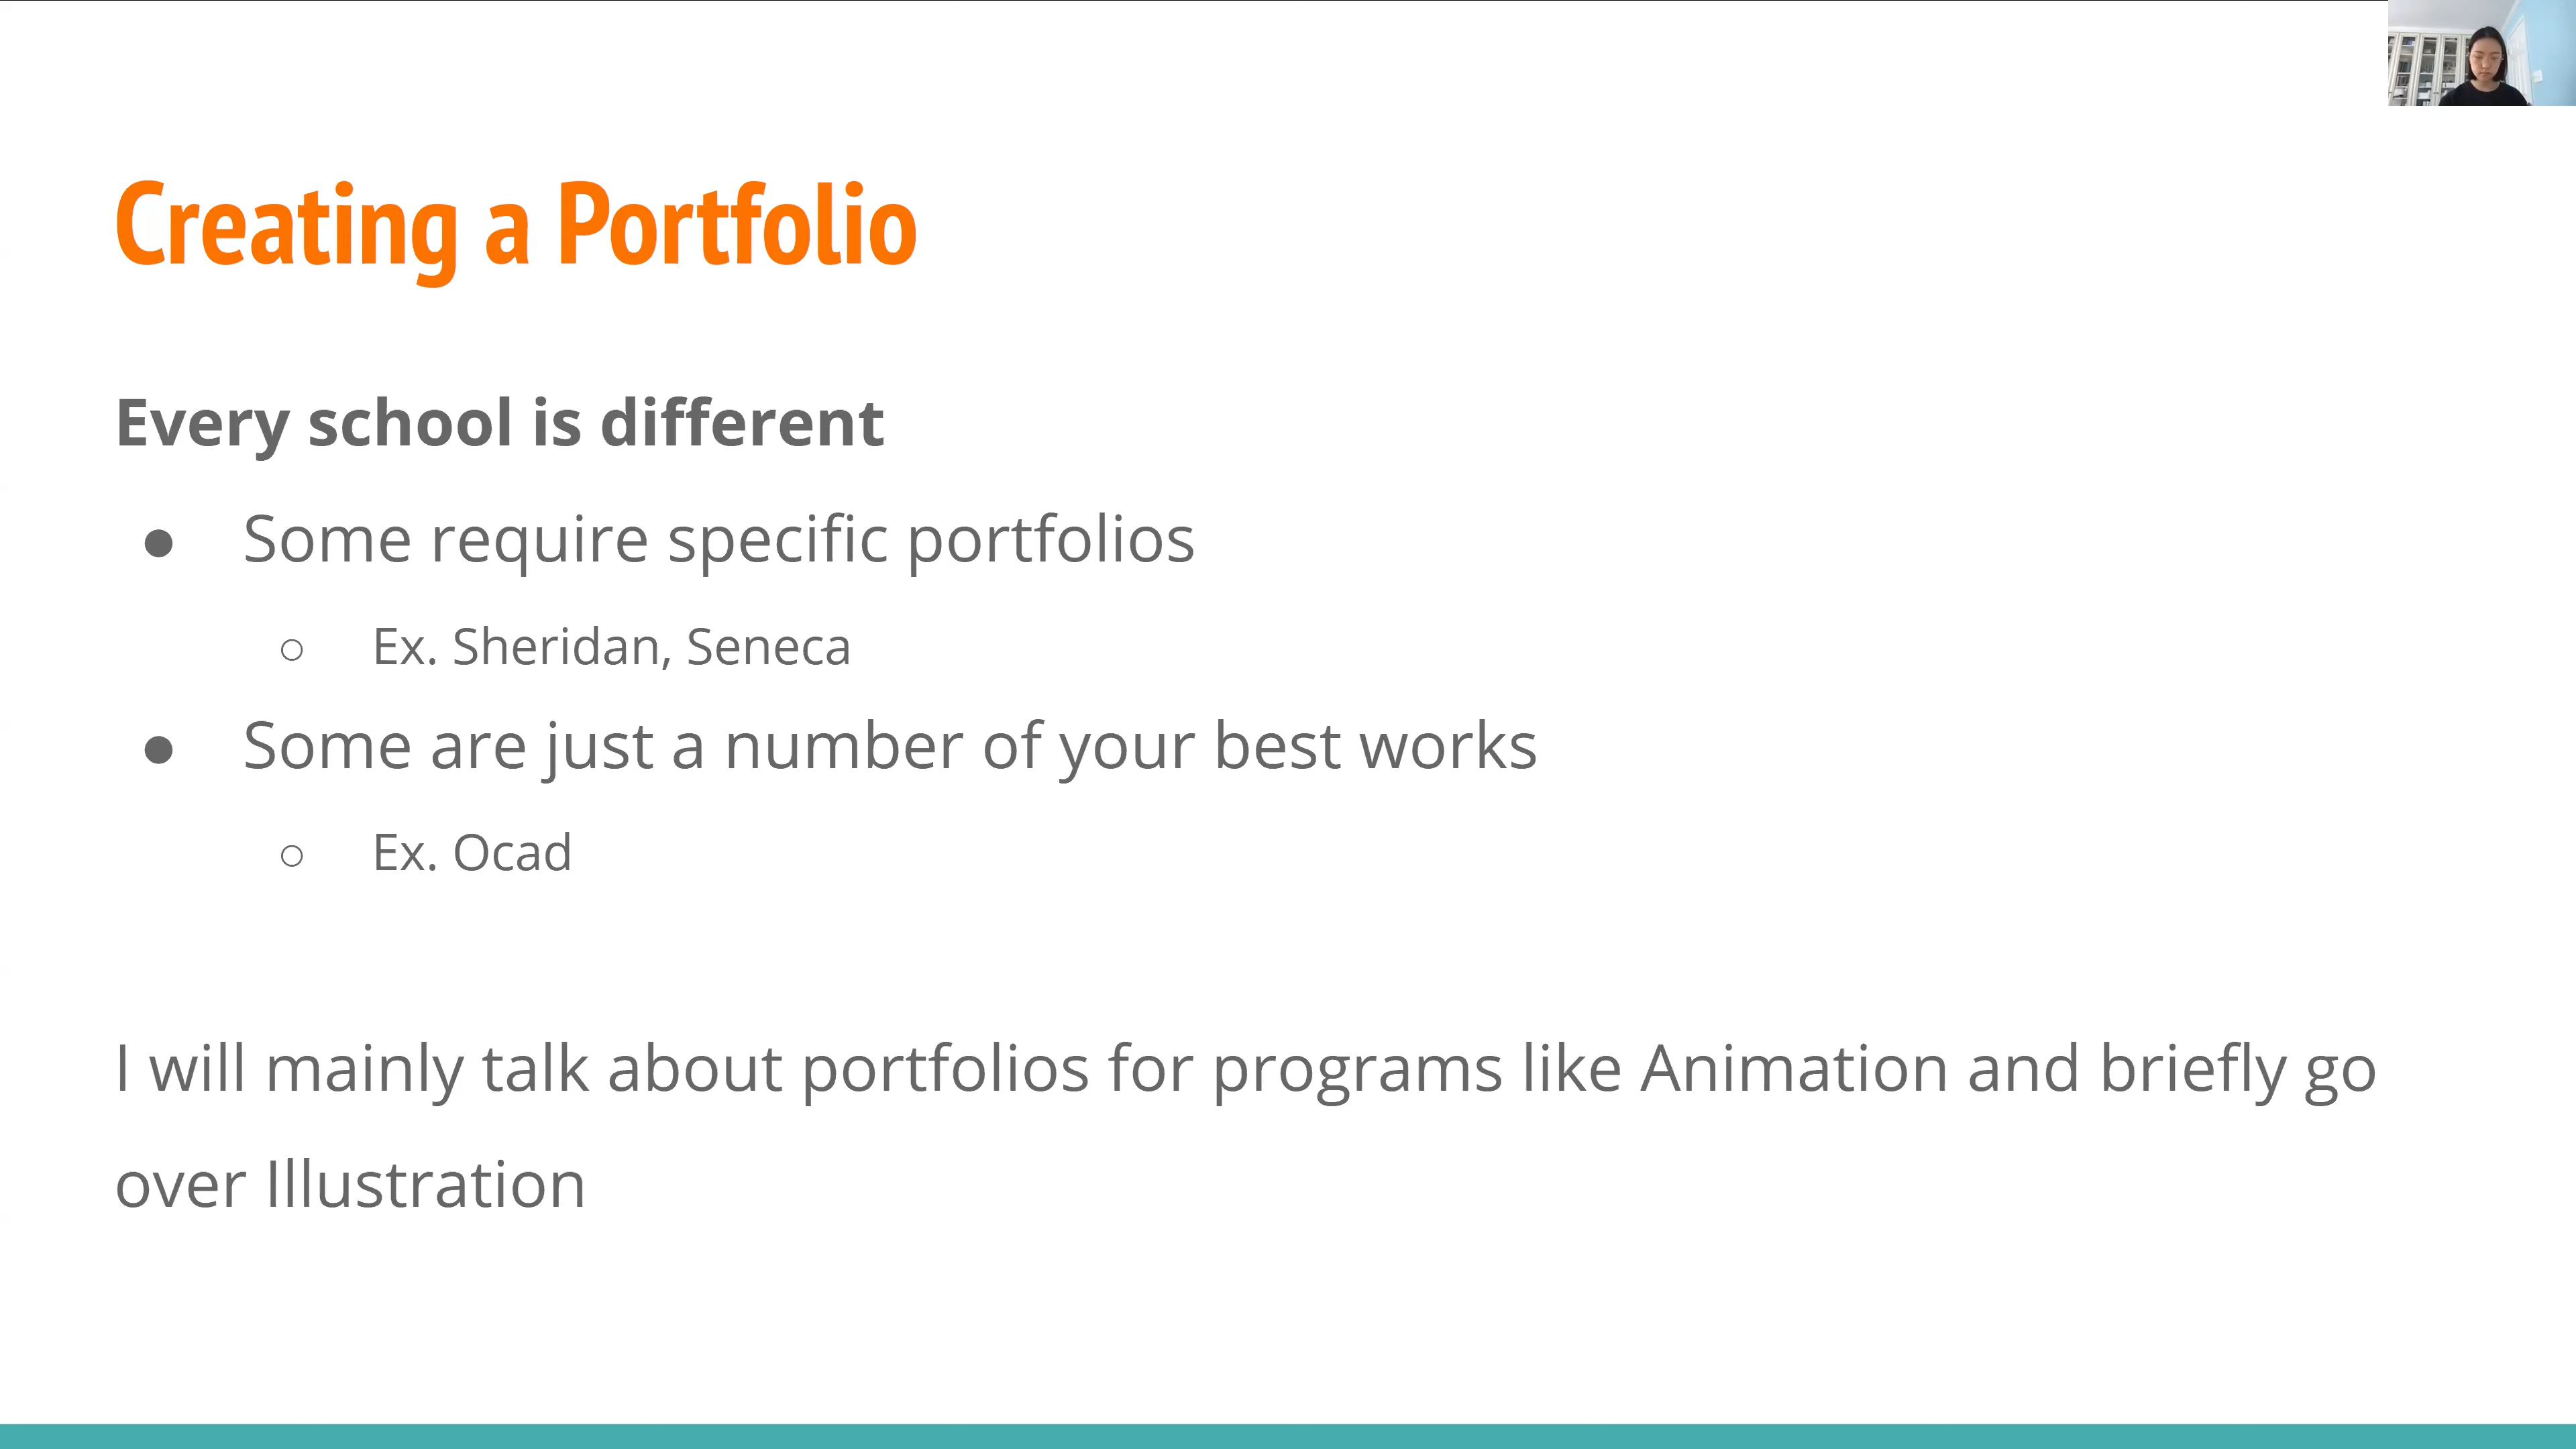 Creating a Portfolio
Every school is different
● Some require specific portfolios
○ Ex. Sheridan, Seneca
● Some are just a number of your best works
○ Ex. Ocad
I will mainly talk about portfolios for programs like Animation and briefly go
over Illustration